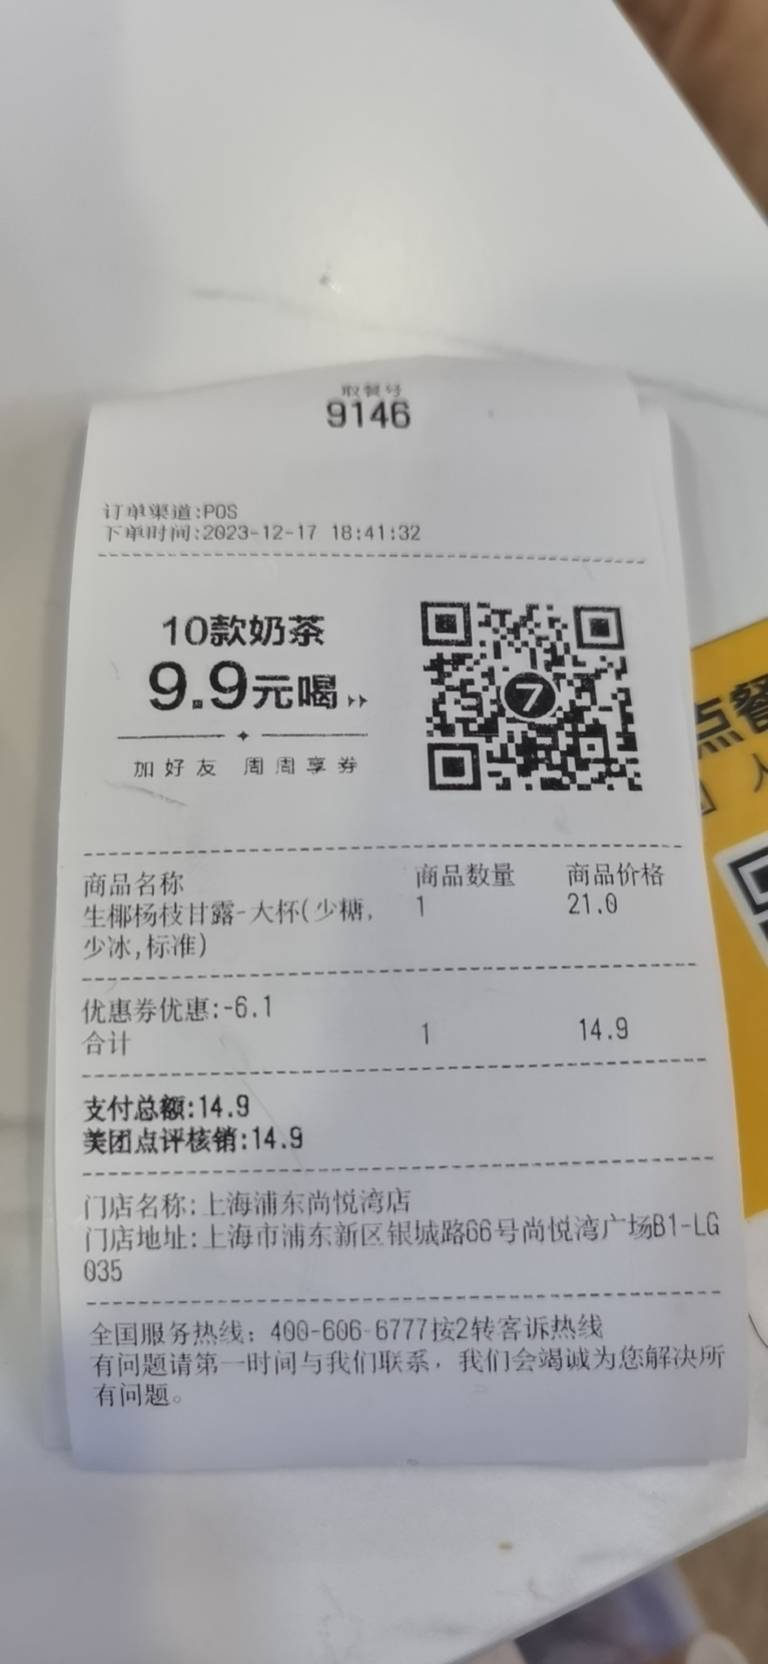 取餐号
9146
订单渠道:POS
下单时间:2023-12-17 18:41:32
10款奶茶
9.9元喝
加好友 周周享券
7
商品名称 商品数量 商品价格
生椰杨枝甘露-大杯(少糖, 1 21.0
少冰,标准)
优惠券优惠:-6.1
合计 1 14.9
支付总额:14.9
美团点评核销:14.9
门店名称:上海浦东尚悦湾店
门店地址:上海市浦东新区银城路66号尚悦湾广场B1-LG
035
全国服务热线：400-606-6777按2转客诉热线
有问题请第一时间与我们联系，我们会竭诚为您解决所
有问题。
点餐